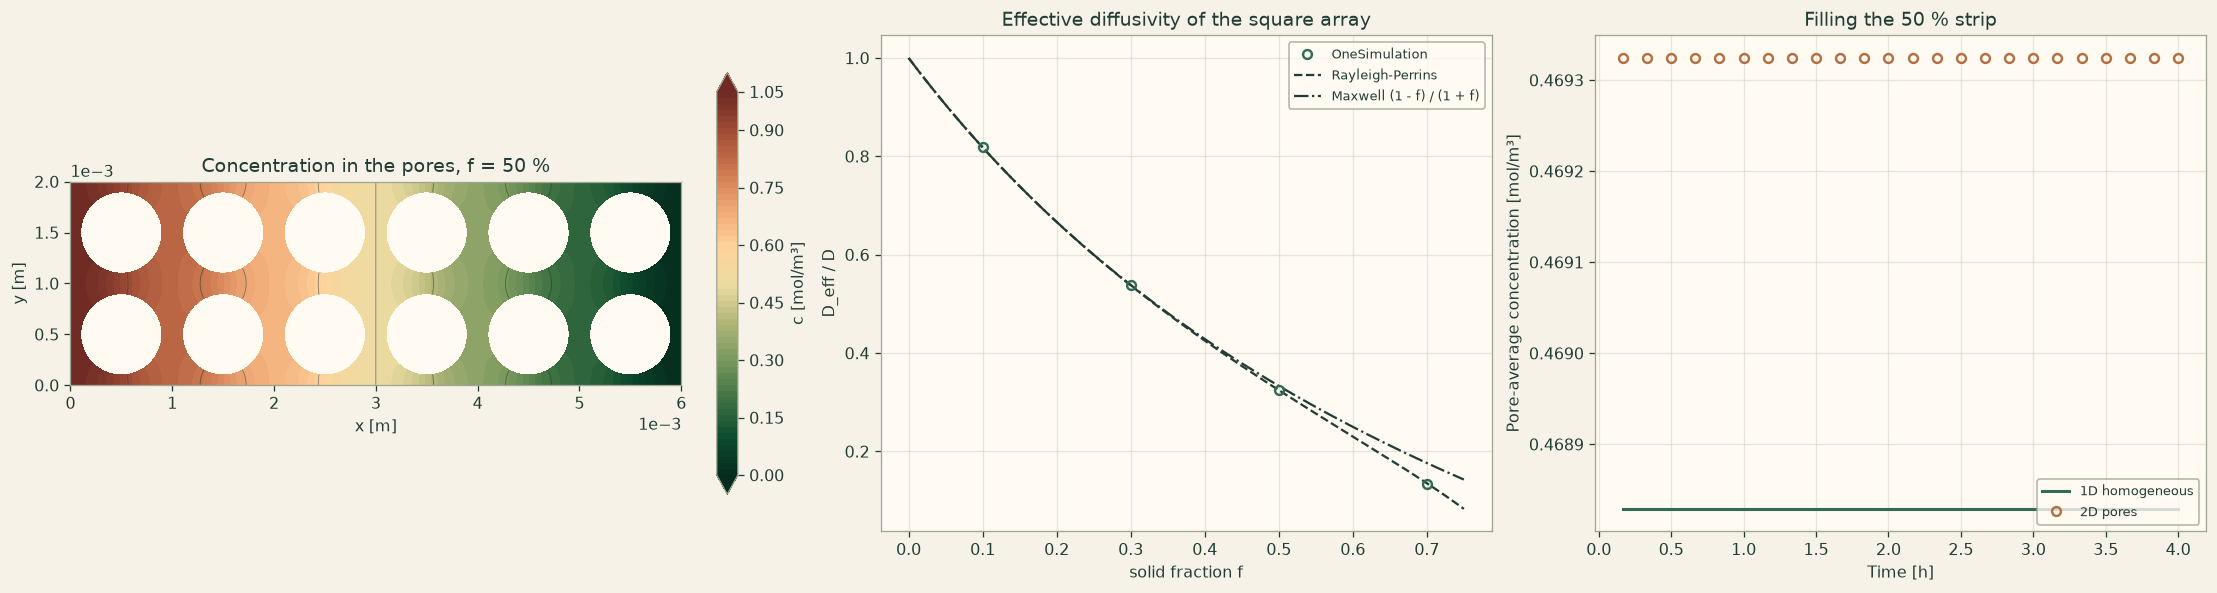 Concentration in the pores, f = 50 %
1e−3
2.0
1.5
1.0
0.5
0.0
y [m]
0
1
2
3
4
5
6
x [m]
1e−3
1.05
0.90
0.75
0.60
0.45
0.30
0.15
0.00
c [mol/m³]
Effective diffusivity of the square array
1.0
0.8
0.6
0.4
0.2
D_eff / D
0.0
0.1
0.2
0.3
0.4
0.5
0.6
0.7
solid fraction f
OneSimulation
Rayleigh-Perrins
Maxwell (1 - f) / (1 + f)
Filling the 50 % strip
0.4693
0.4692
0.4691
0.4690
0.4689
Pore-average concentration [mol/m³]
0.0
0.5
1.0
1.5
2.0
2.5
3.0
3.5
4.0
Time [h]
1D homogeneous
2D pores